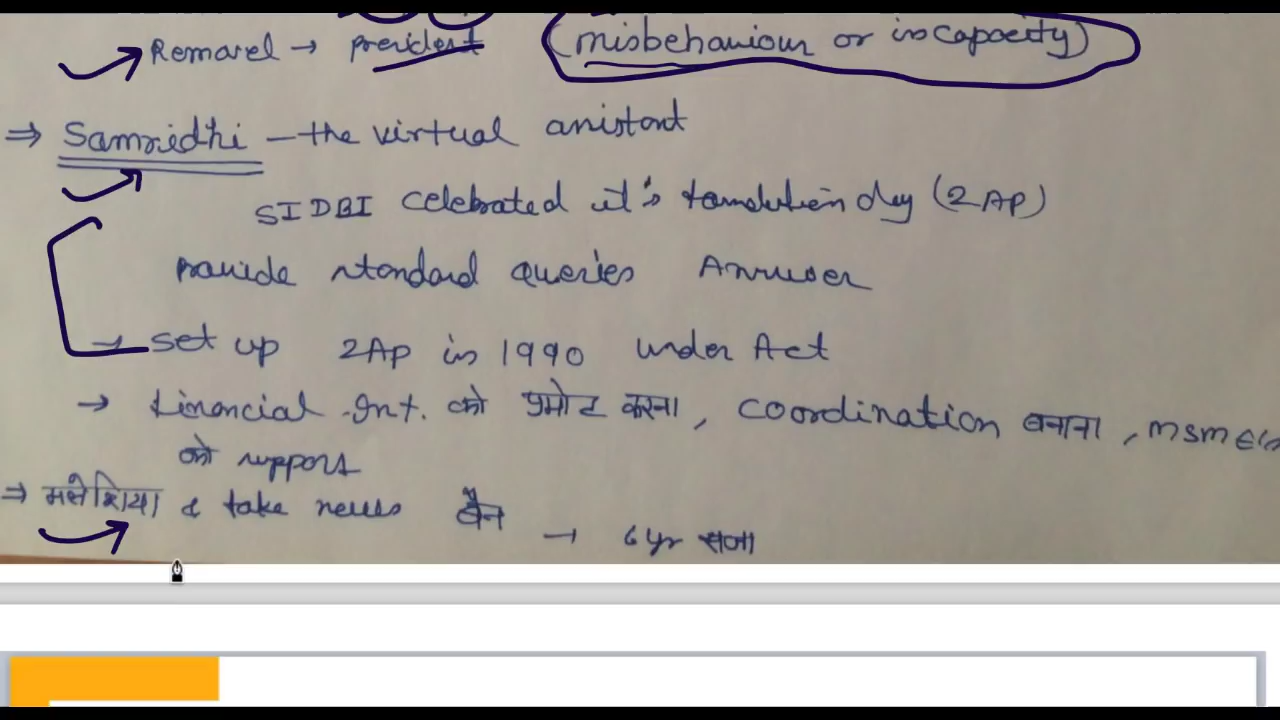 Removel → president (misbehaviour or incapacity)
⇒ Samridhi – the virtual assistant
SIDBI celebrated it's foundation day (2 Ap)
Provide standard queries Answer
→ Set up 2 Ap in 1990 under Act
→ Financial Int. को प्रमोट करना, coordination बनाना, MSME's
को support
⇒ मलेशिया & fake news बैन → 6 yr सजा